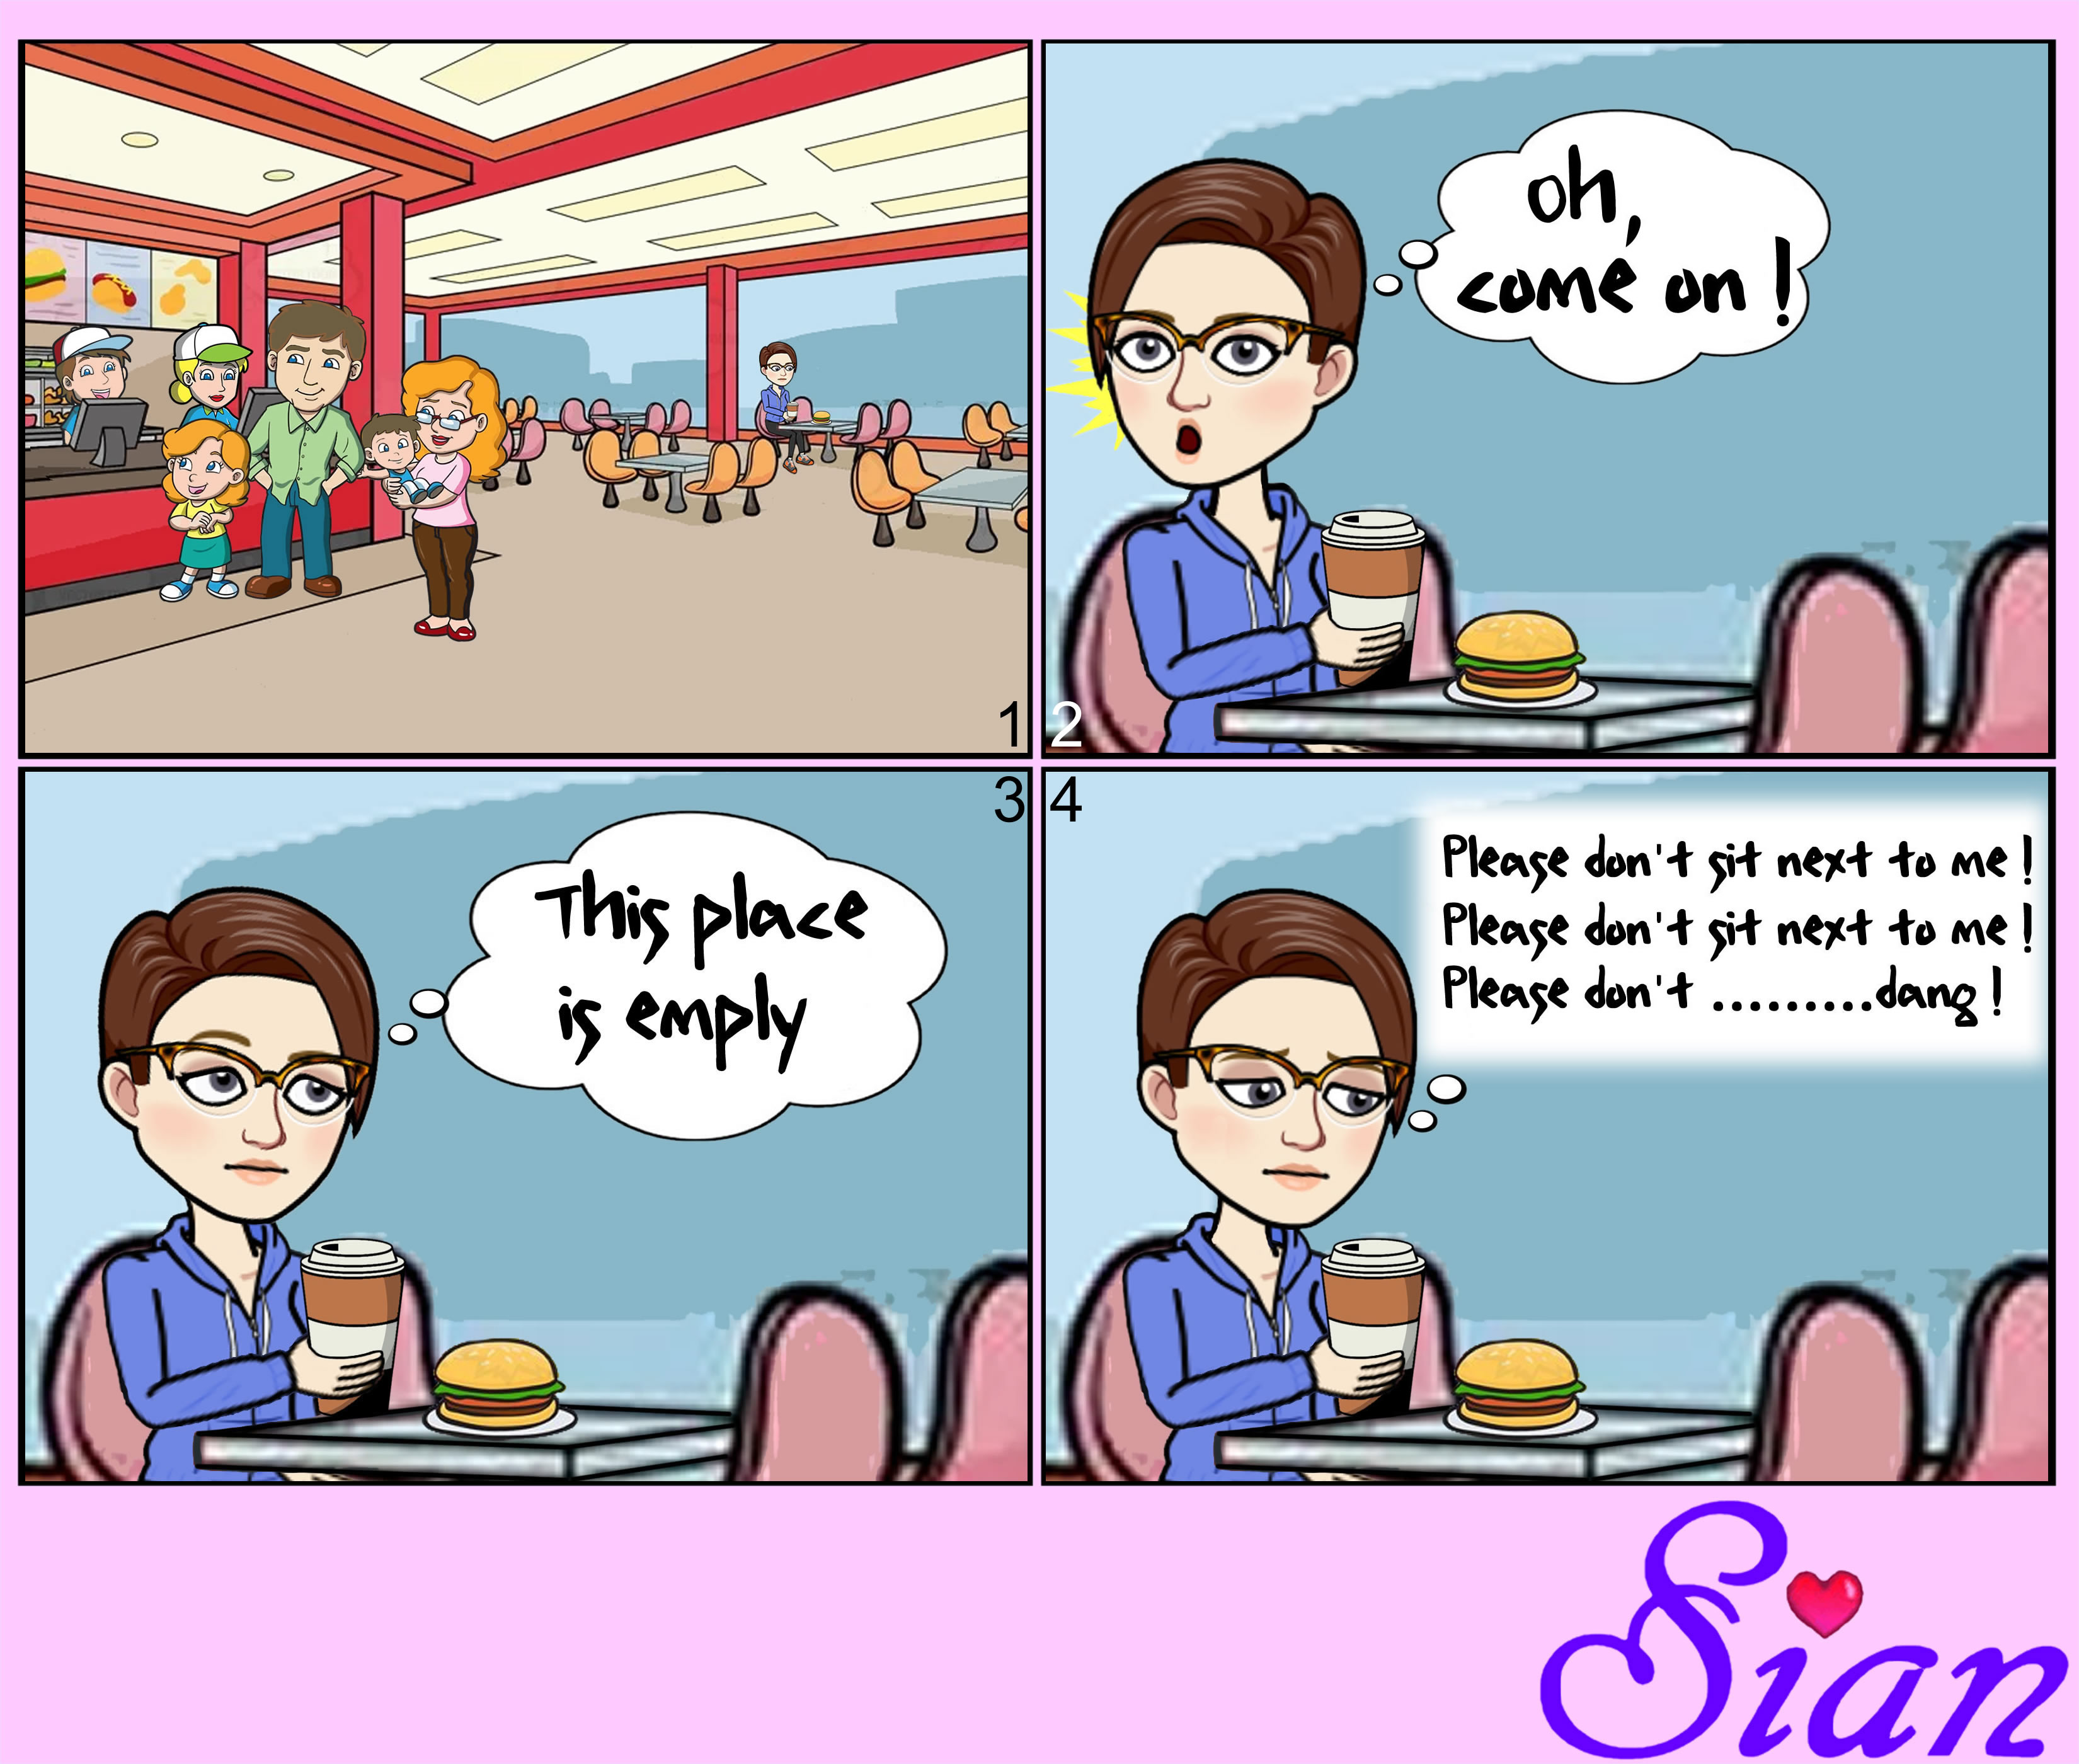 1
2
oh,
come on !
3
This place
is emply
4
Please don't sit next to me !
Please don't sit next to me !
Please don't .........dang !
Sian